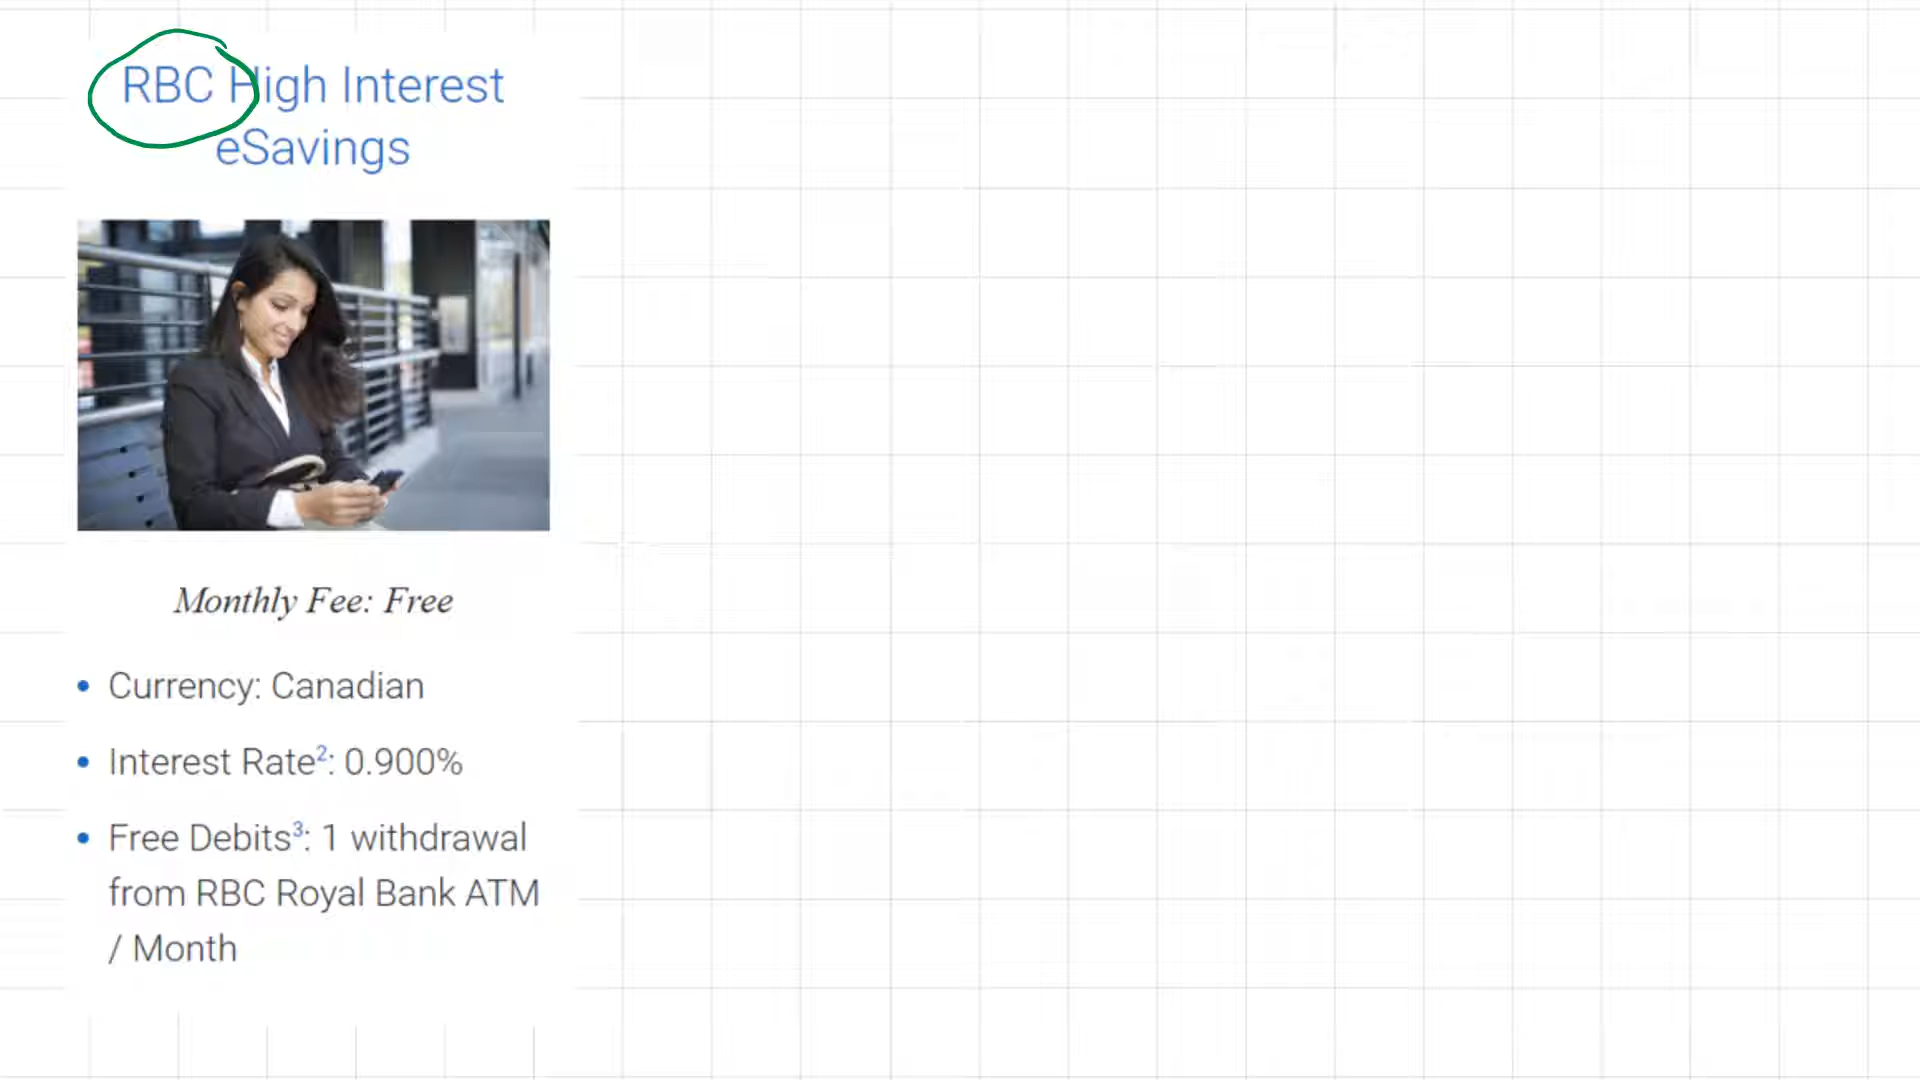 RBC High Interest
eSavings
Monthly Fee: Free
• Currency: Canadian
• Interest Rate²: 0.900%
• Free Debits³: 1 withdrawal
from RBC Royal Bank ATM
/ Month